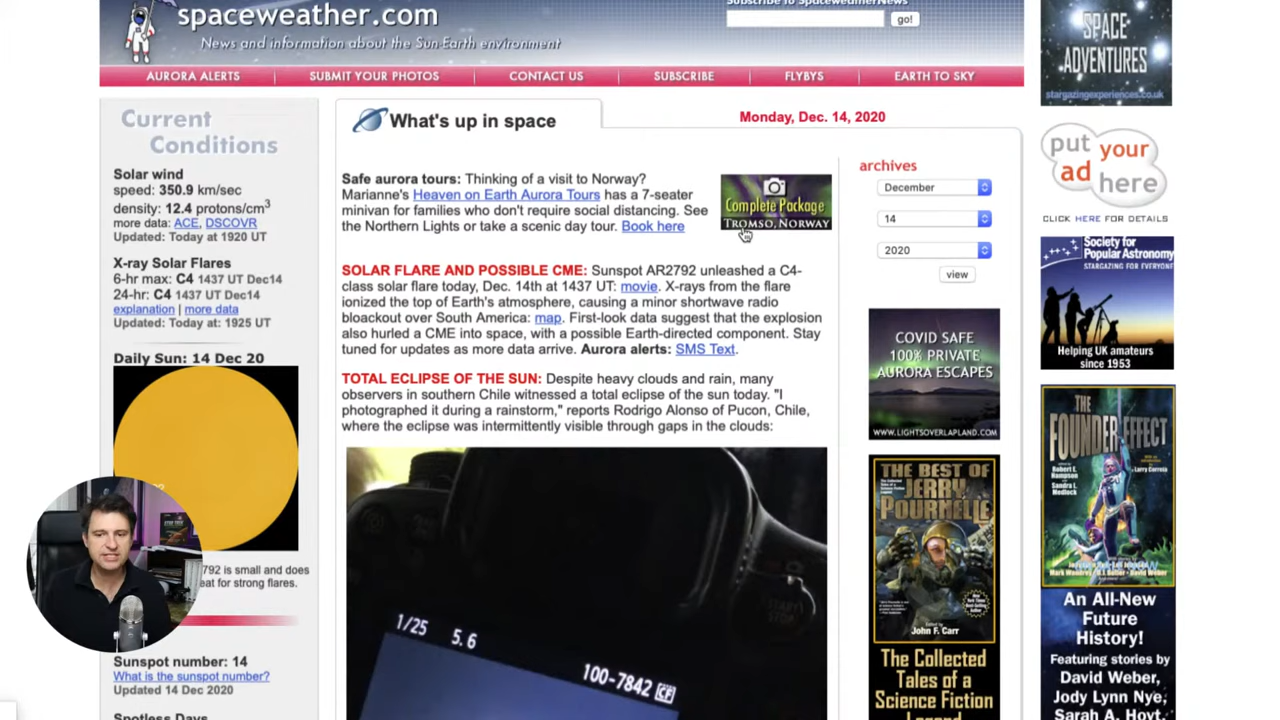 spaceweather.com
News and information about the Sun-Earth environment
Subscribe to SpaceweatherNews
go!
AURORA ALERTS
SUBMIT YOUR PHOTOS
CONTACT US
SUBSCRIBE
FLYBYS
EARTH TO SKY
Current
Conditions
Solar wind
speed: 350.9 km/sec
density: 12.4 protons/cm3
more data: ACE, DSCOVR
Updated: Today at 1920 UT
X-ray Solar Flares
6-hr max: C4 1437 UT Dec14
24-hr: C4 1437 UT Dec14
explanation | more data
Updated: Today at: 1925 UT
Daily Sun: 14 Dec 20
792 is small and does
eat for strong flares.
Sunspot number: 14
What is the sunspot number?
Updated 14 Dec 2020
Spotless Days
What's up in space
Monday, Dec. 14, 2020
Safe aurora tours: Thinking of a visit to Norway?
Marianne's Heaven on Earth Aurora Tours has a 7-seater
minivan for families who don't require social distancing. See
the Northern Lights or take a scenic day tour. Book here
Complete Package
TROMSO, NORWAY
SOLAR FLARE AND POSSIBLE CME: Sunspot AR2792 unleashed a C4-
class solar flare today, Dec. 14th at 1437 UT: movie. X-rays from the flare
ionized the top of Earth's atmosphere, causing a minor shortwave radio
bloackout over South America: map. First-look data suggest that the explosion
also hurled a CME into space, with a possible Earth-directed component. Stay
tuned for updates as more data arrive. Aurora alerts: SMS Text.
TOTAL ECLIPSE OF THE SUN: Despite heavy clouds and rain, many
observers in southern Chile witnessed a total eclipse of the sun today. "I
photographed it during a rainstorm," reports Rodrigo Alonso of Pucon, Chile,
where the eclipse was intermittently visible through gaps in the clouds:
1/25 5.6
100-7842 CF
archives
December
14
2020
view
COVID SAFE
100% PRIVATE
AURORA ESCAPES
WWW.LIGHTSOVERLAPLAND.COM
THE BEST OF
JERRY
POURNELLE
John F. Carr
The Collected
Tales of a
Science Fiction
Legend
SPACE
ADVENTURES
stargazingexperiences.co.uk
put your
ad here
CLICK HERE FOR DETAILS
Society for
Popular Astronomy
STARGAZING FOR EVERYONE
Helping UK amateurs
since 1953
THE
FOUNDER
EFFECT
An All-New
Future
History!
Featuring stories by
David Weber,
Jody Lynn Nye,
Sarah A. Hoyt,